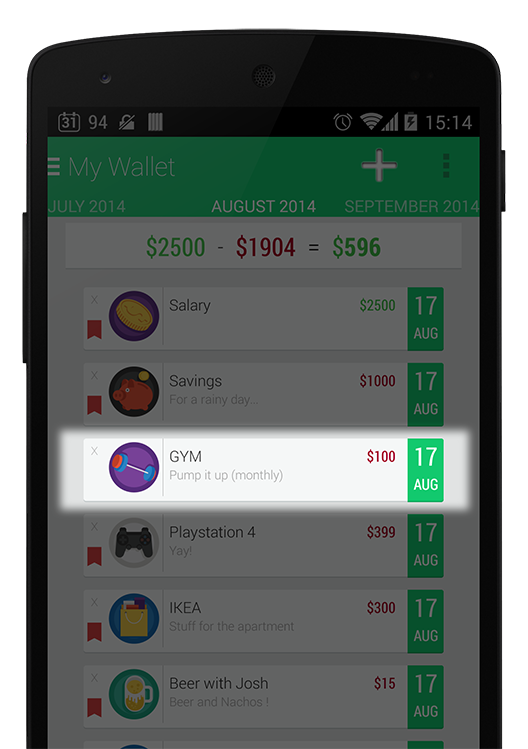 31 94 15:14
My Wallet
JULY 2014 AUGUST 2014 SEPTEMBER 2014
$2500 - $1904 = $596
X Salary $2500 17 AUG
X Savings $1000 17 AUG
For a rainy day...
X GYM $100 17 AUG
Pump it up (monthly)
X Playstation 4 $399 17 AUG
Yay!
X IKEA $300 17 AUG
Stuff for the apartment
X Beer with Josh $15 17 AUG
Beer and Nachos !